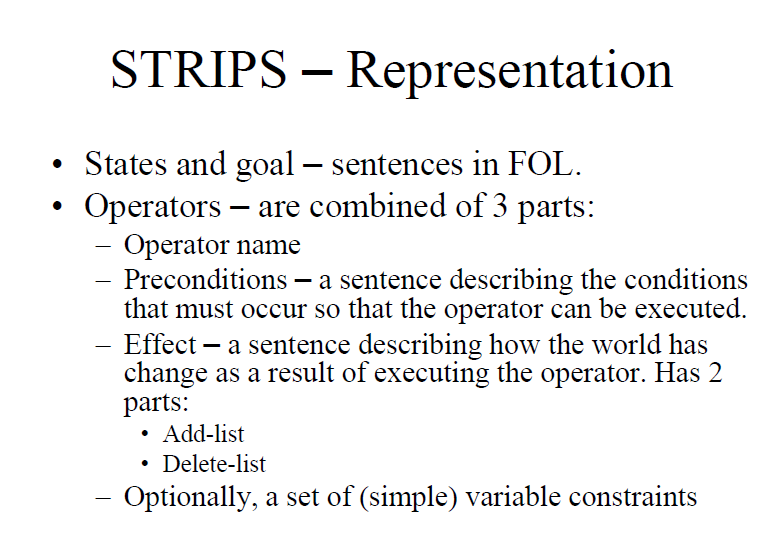 STRIPS – Representation
• States and goal – sentences in FOL.
• Operators – are combined of 3 parts:
– Operator name
– Preconditions – a sentence describing the conditions
that must occur so that the operator can be executed.
– Effect – a sentence describing how the world has
change as a result of executing the operator. Has 2
parts:
• Add-list
• Delete-list
– Optionally, a set of (simple) variable constraints